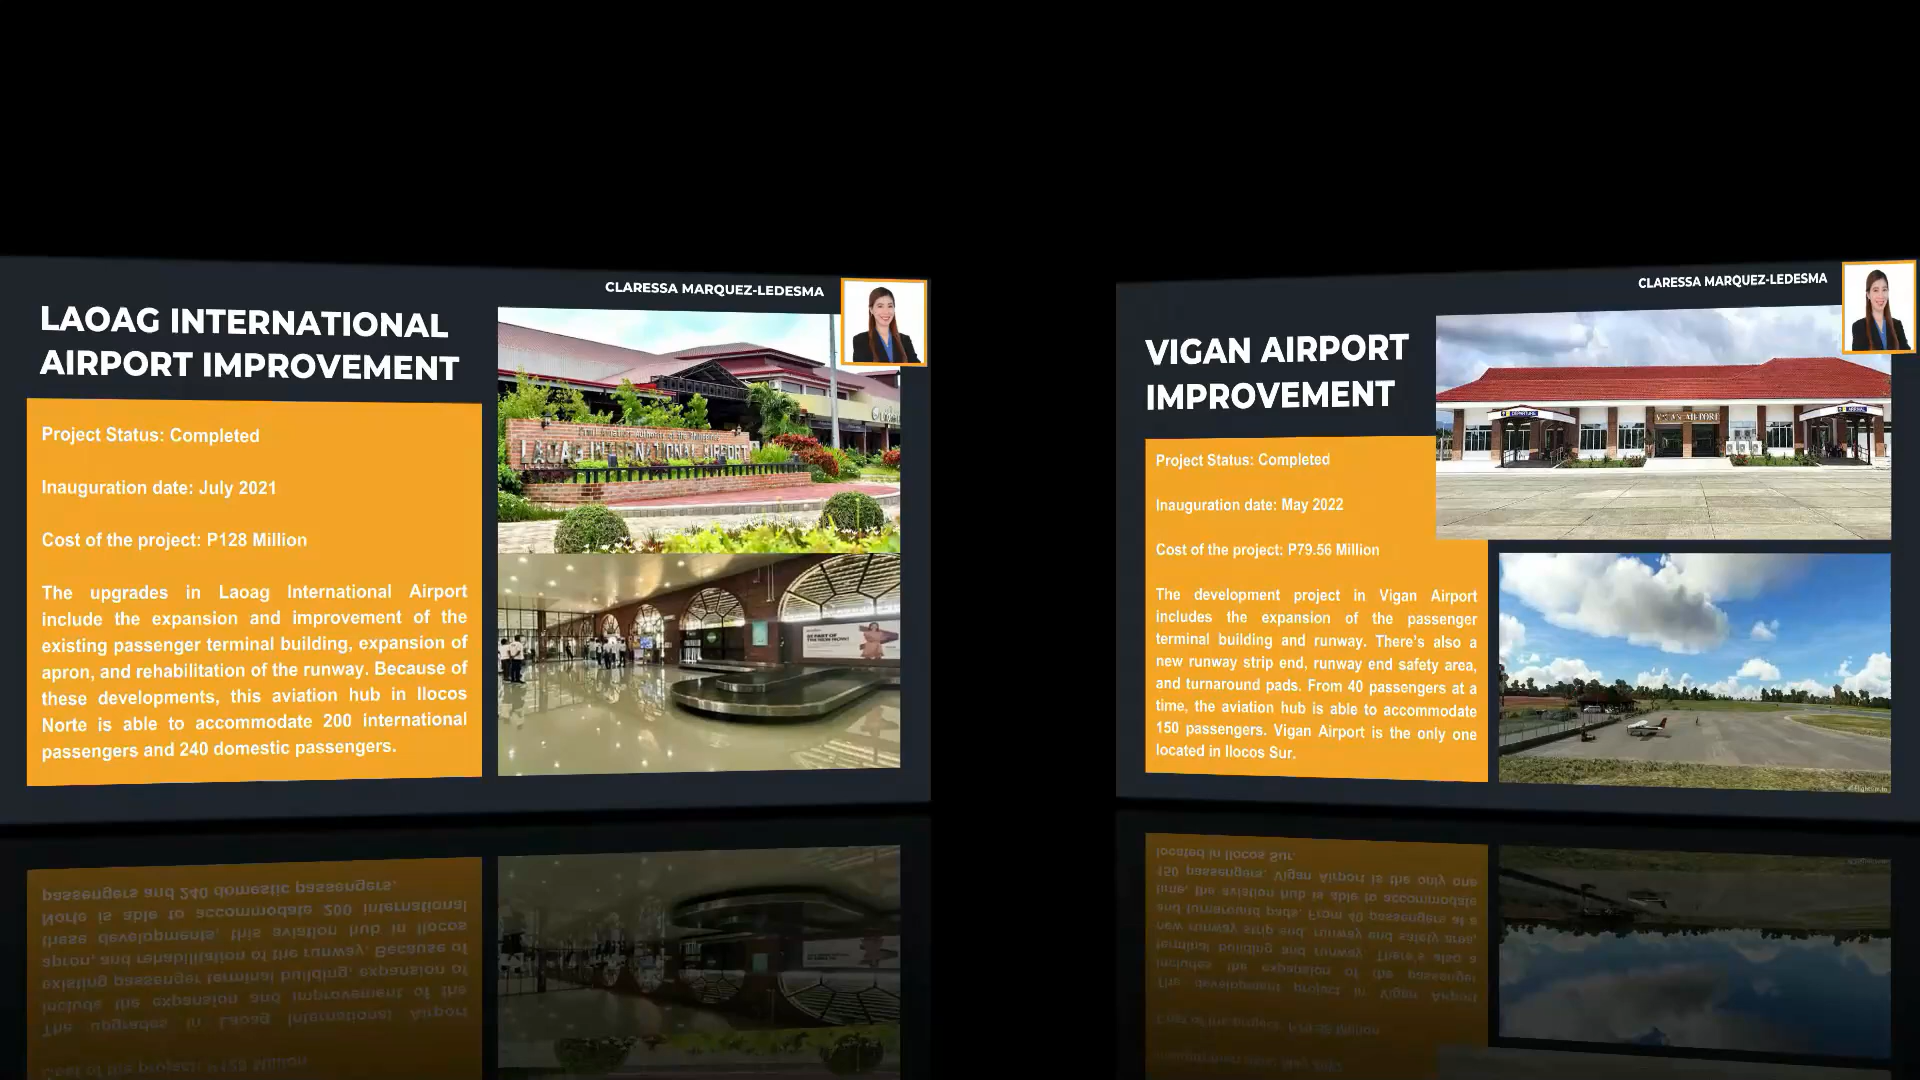 CLARESSA MARQUEZ-LEDESMA
LAOAG INTERNATIONAL
AIRPORT IMPROVEMENT
Project Status: Completed
Inauguration date: July 2021
Cost of the project: P128 Million
The upgrades in Laoag International Airport
include the expansion and improvement of the
existing passenger terminal building, expansion of
apron, and rehabilitation of the runway. Because of
these developments, this aviation hub in Ilocos
Norte is able to accommodate 200 international
passengers and 240 domestic passengers.
LAOAG INTERNATIONAL AIRPORT
CLARESSA MARQUEZ-LEDESMA
VIGAN AIRPORT
IMPROVEMENT
Project Status: Completed
Inauguration date: May 2022
Cost of the project: P79.56 Million
The development project in Vigan Airport
includes the expansion of the passenger
terminal building and runway. There's also a
new runway strip end, runway end safety area,
and turnaround pads. From 40 passengers at a
time, the aviation hub is able to accommodate
150 passengers. Vigan Airport is the only one
located in Ilocos Sur.
DEPARTURE
VIGAN AIRPORT
ARRIVAL